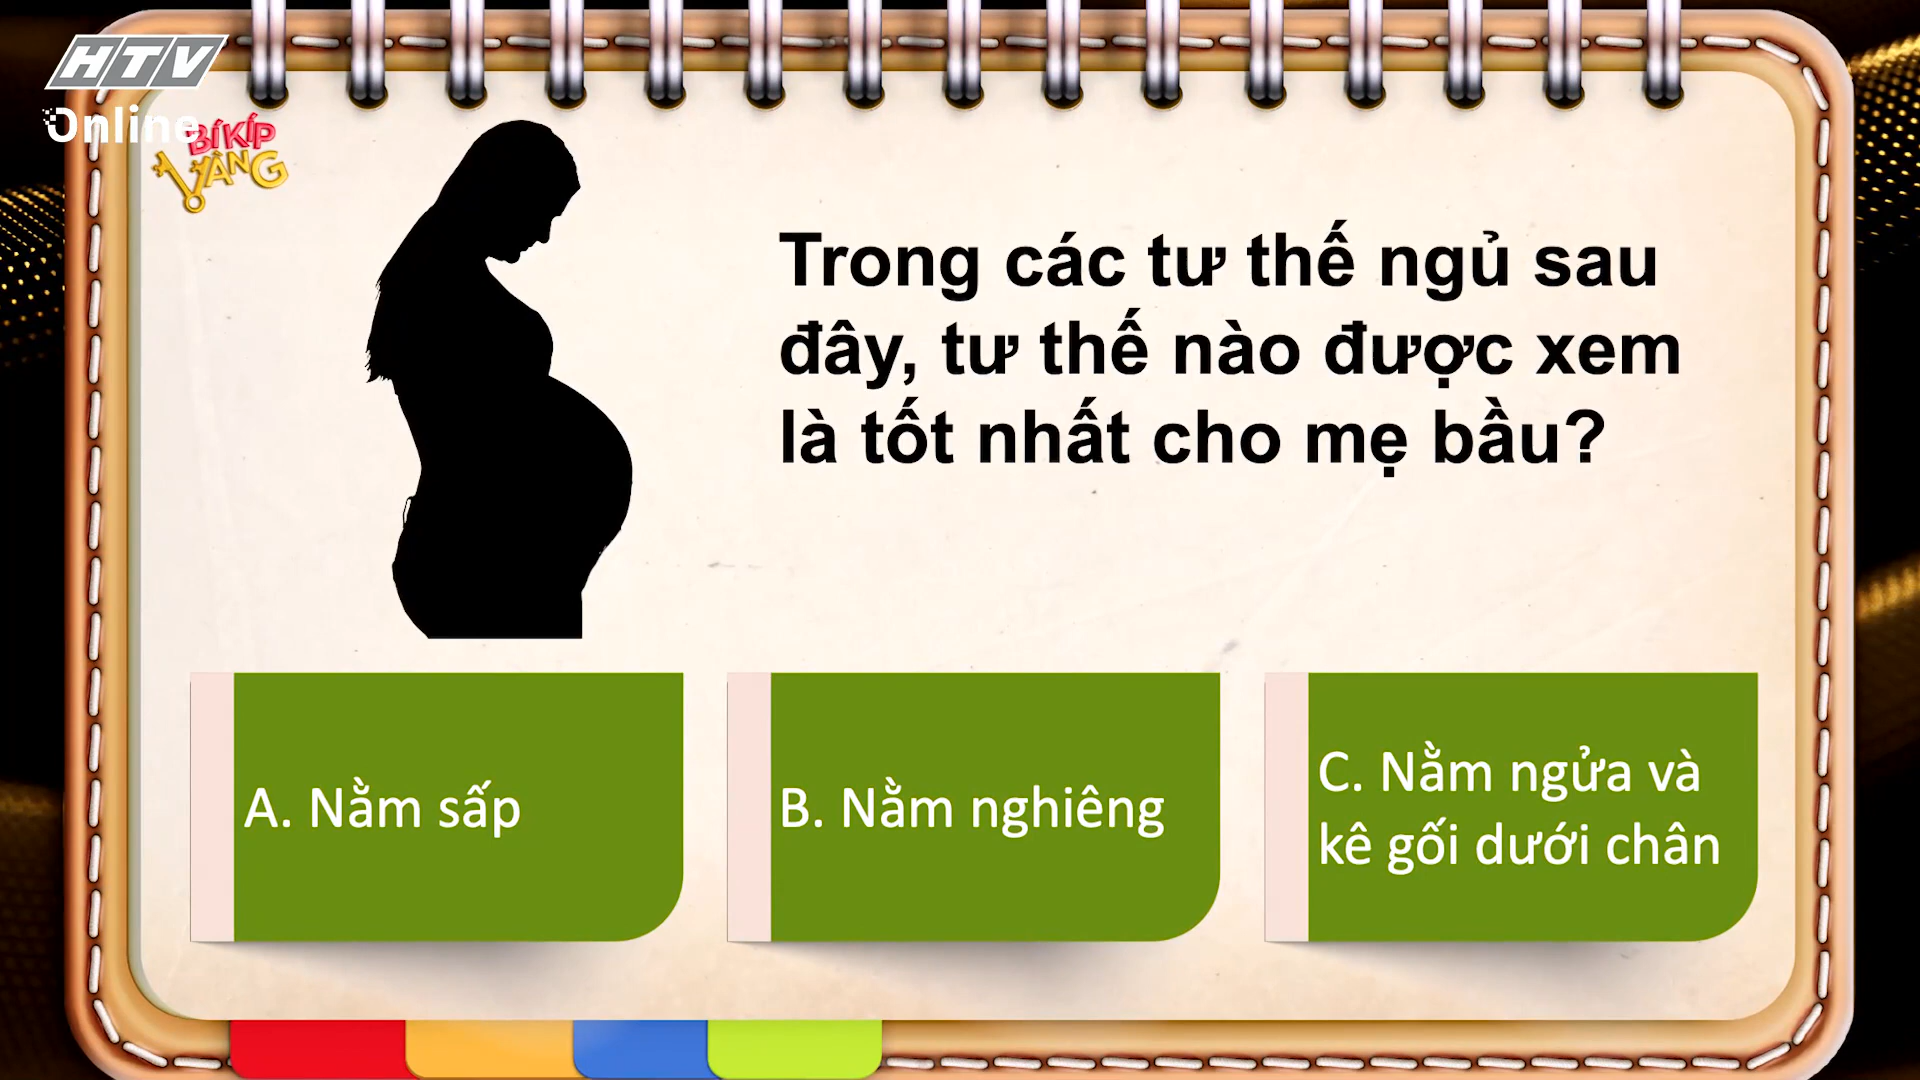 HTV
Online
BÍ KÍP
VÀNG
Trong các tư thế ngủ sau
đây, tư thế nào được xem
là tốt nhất cho mẹ bầu?
A. Nằm sấp
B. Nằm nghiêng
C. Nằm ngửa và
kê gối dưới chân